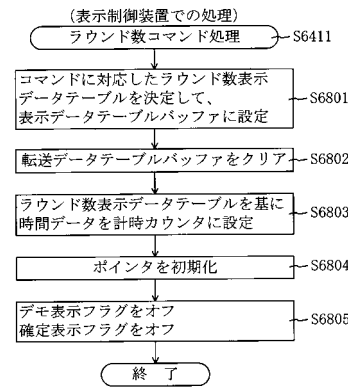 (表示制御装置での処理)
ラウンド数コマンド処理
S6411
コマンドに対応したラウンド数表示
データテーブルを決定して、
表示データテーブルバッファに設定
S6801
転送データテーブルバッファをクリア
S6802
ラウンド数表示データテーブルを基に
時間データを計時カウンタに設定
S6803
ポインタを初期化
S6804
デモ表示フラグをオフ
確定表示フラグをオフ
S6805
終 了